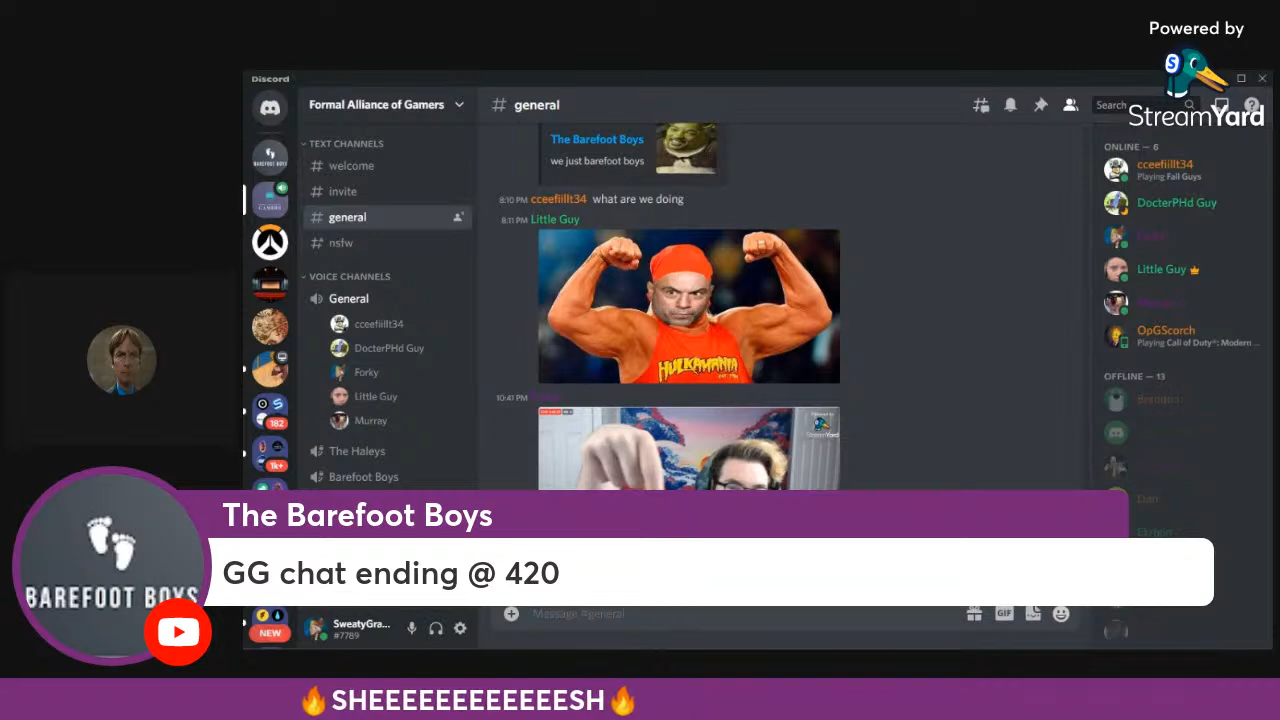 Powered by
StreamYard
Discord
Formal Alliance of Gamers
general
Search
TEXT CHANNELS
welcome
invite
general
nsfw
VOICE CHANNELS
General
cceefiillt34
DocterPHd Guy
Forky
Little Guy
Murray
The Haleys
Barefoot Boys
The Barefoot Boys
we just barefoot boys
8:10 PM cceefiillt34 what are we doing
8:11 PM Little Guy
HULKAMANIA
10:41 PM
StreamYard
ONLINE — 6
cceefiillt34
Playing Fall Guys
DocterPHd Guy
Little Guy
OpGScorch
Playing Call of Duty®: Modern ...
OFFLINE — 13
BAREFOOT BOYS
182
1k+
The Barefoot Boys
GG chat ending @ 420
BAREFOOT BOYS
NEW
SweatyGra...
#7789
Message #general
GIF
🔥SHEEEEEEEEEEEESH🔥